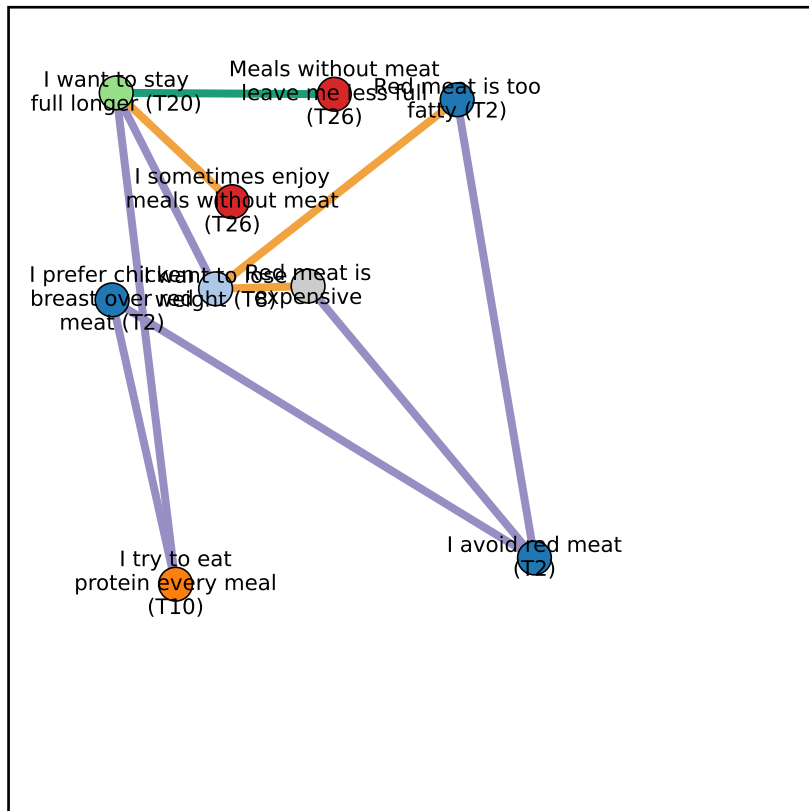 I want to stay
full longer (T20)
Meals without meat
leave me less full
(T26)
Red meat is too
fatty (T2)
I sometimes enjoy
meals without meat
(T26)
I prefer chicken
breast over red
meat (T2)
I want to lose
weight (T8)
Red meat is
expensive
I try to eat
protein every meal
(T10)
I avoid red meat
(T2)